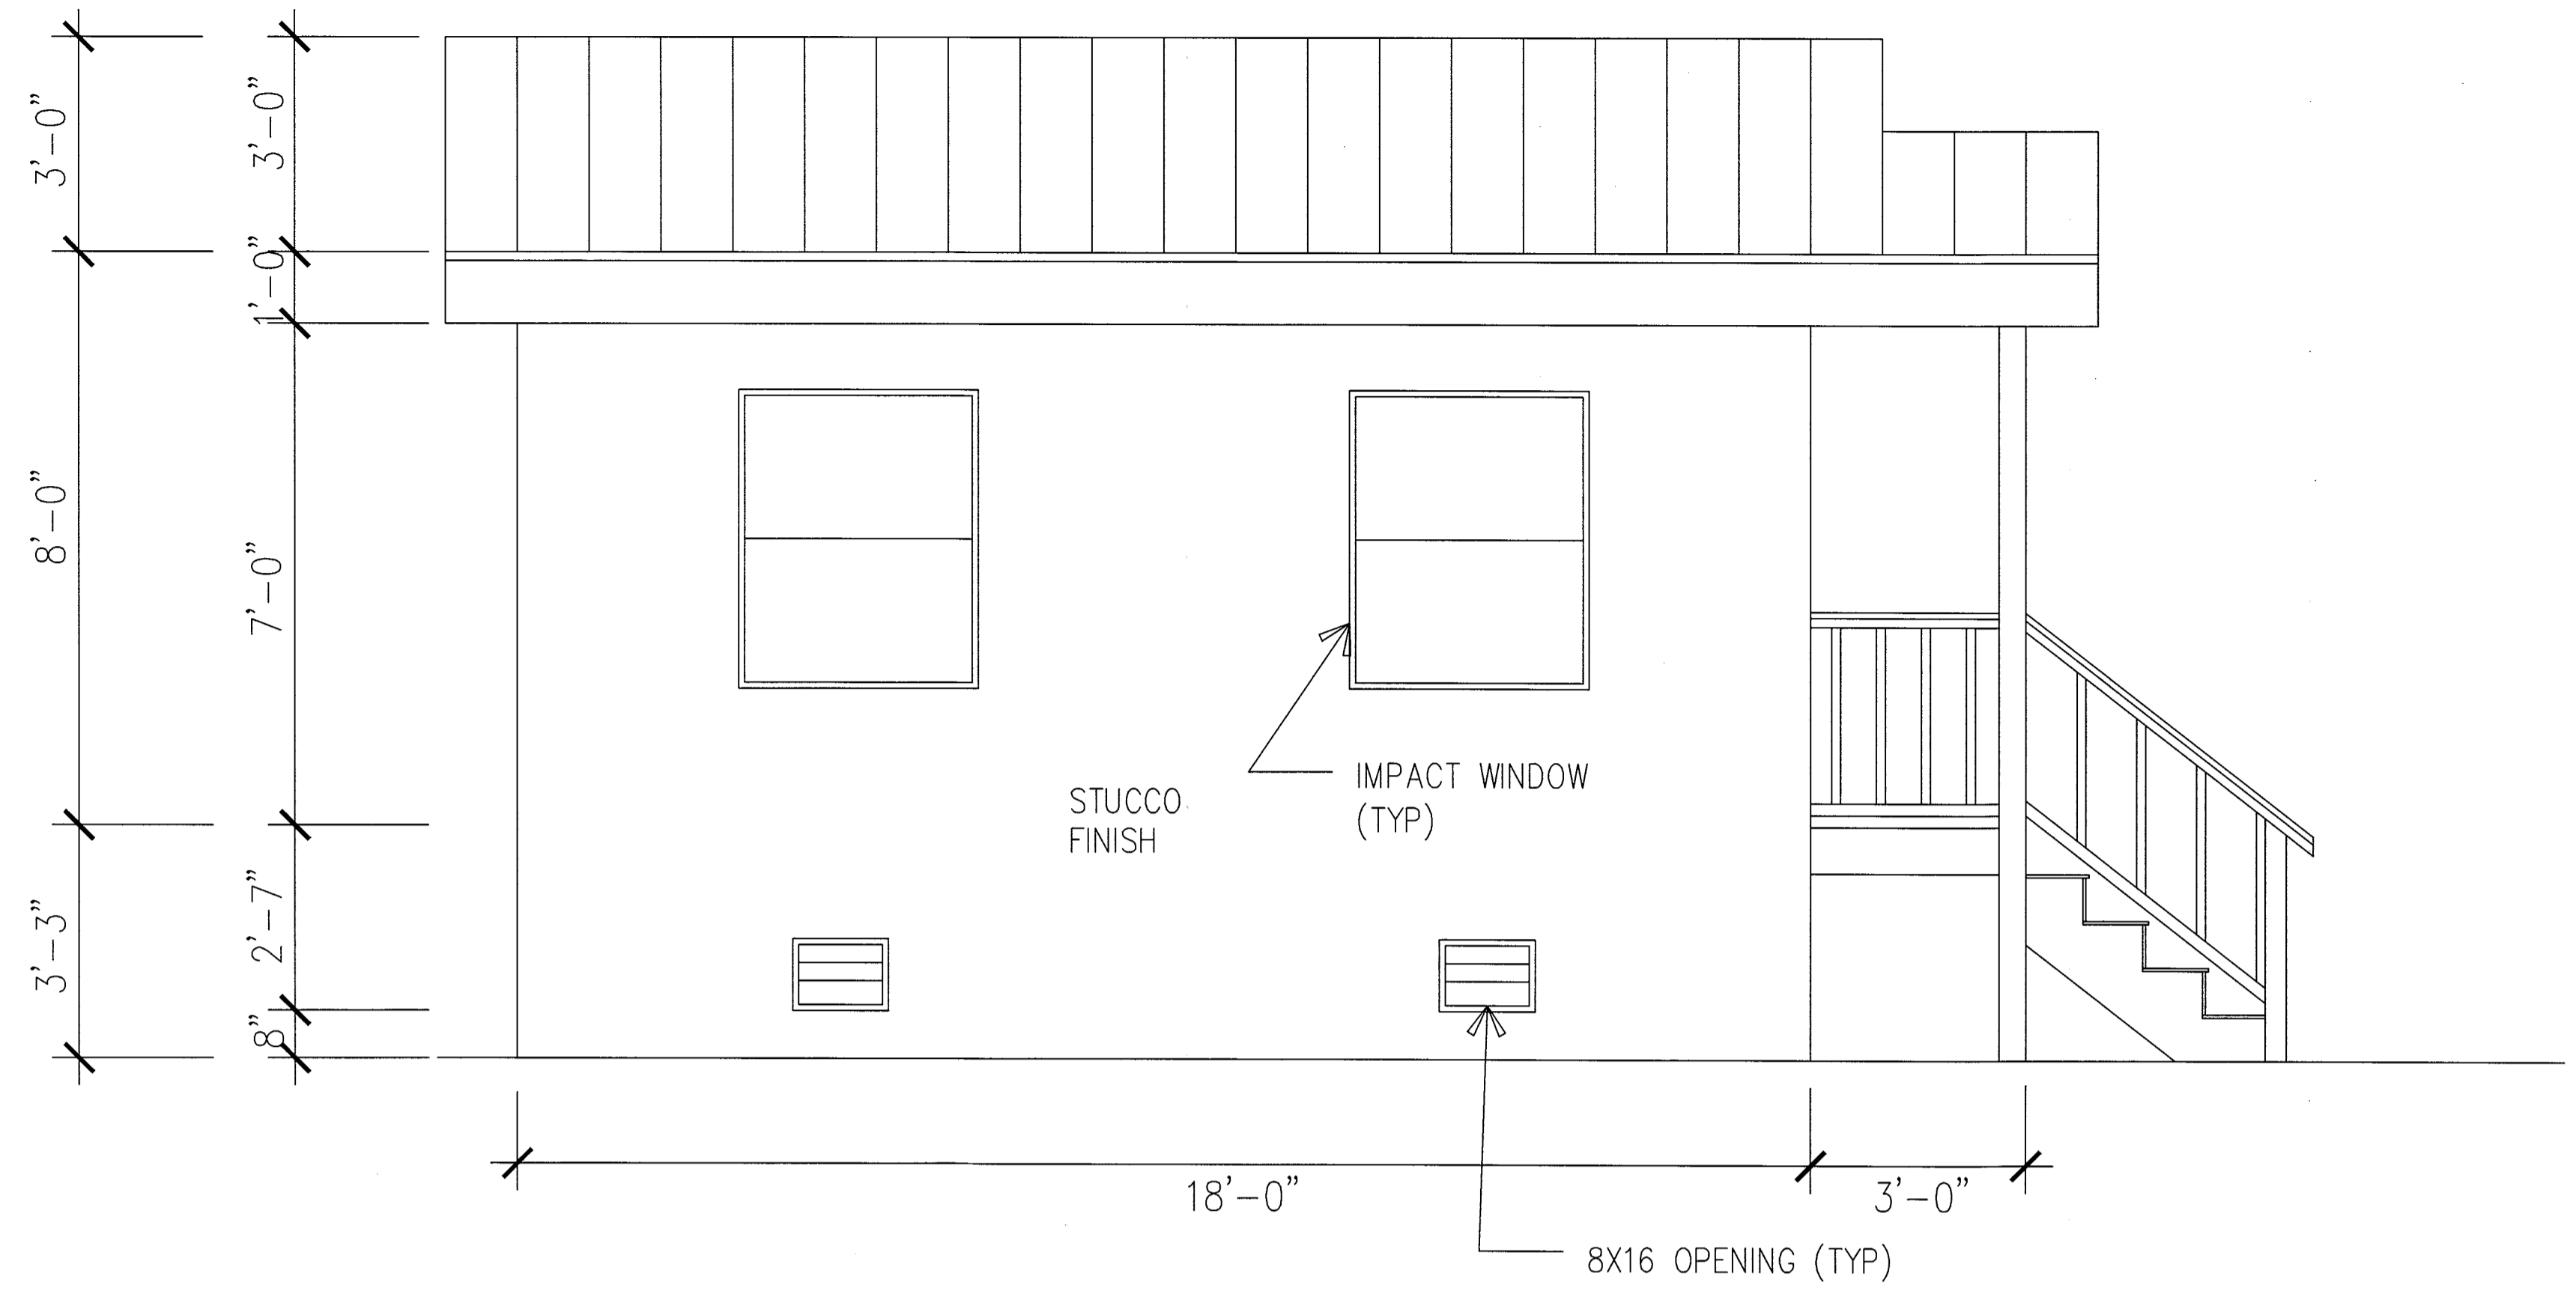 3'-0"
8'-0"
3'-3"
3'-0"
1'-0"
7'-0"
2'-7"
8"
STUCCO
FINISH
IMPACT WINDOW
(TYP)
18'-0"
3'-0"
8X16 OPENING (TYP)